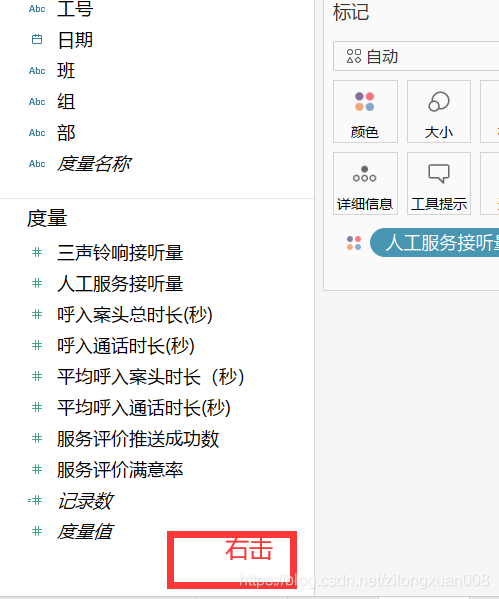 Abc 工号
日期
Abc 班
Abc 组
Abc 部
Abc 度量名称
度量
三声铃响接听量
人工服务接听量
呼入案头总时长(秒)
呼入通话时长(秒)
平均呼入案头时长（秒）
平均呼入通话时长(秒)
服务评价推送成功数
服务评价满意率
记录数
度量值
右击
标记
自动
颜色
大小
详细信息
工具提示
人工服务接听量
https://blog.csdn.net/zilongxuan008